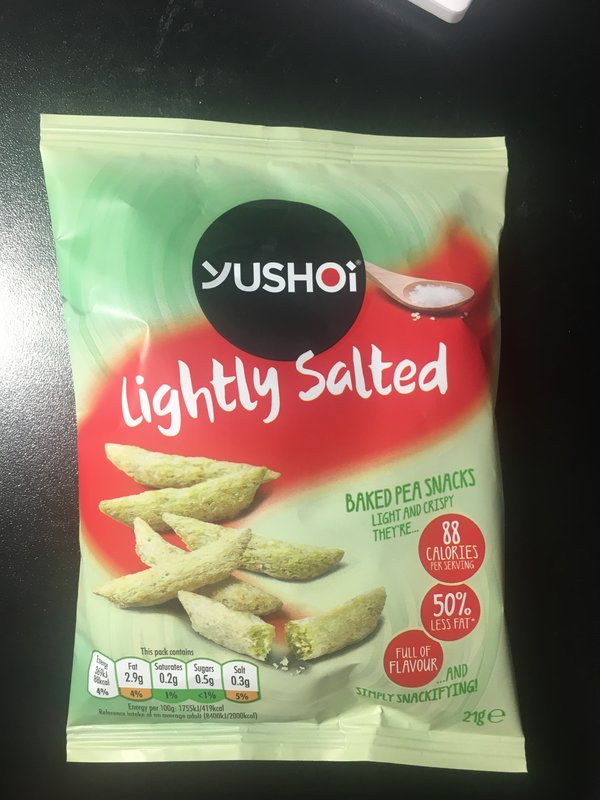 YUSHOi®
Lightly Salted
BAKED PEA SNACKS
LIGHT AND CRISPY
THEY'RE...
88
CALORIES
PER SERVING
50%
LESS FAT*
FULL OF
FLAVOUR
...AND
SIMPLY SNACKIFYING!
21g e
This pack contains
Energy 369kJ 88kcal 4%
Fat 2.9g 4%
Saturates 0.2g 1%
Sugars 0.5g <1%
Salt 0.3g 5%
Energy per 100g: 1755kJ/419kcal
Reference intake of an average adult (8400kJ/2000kcal)